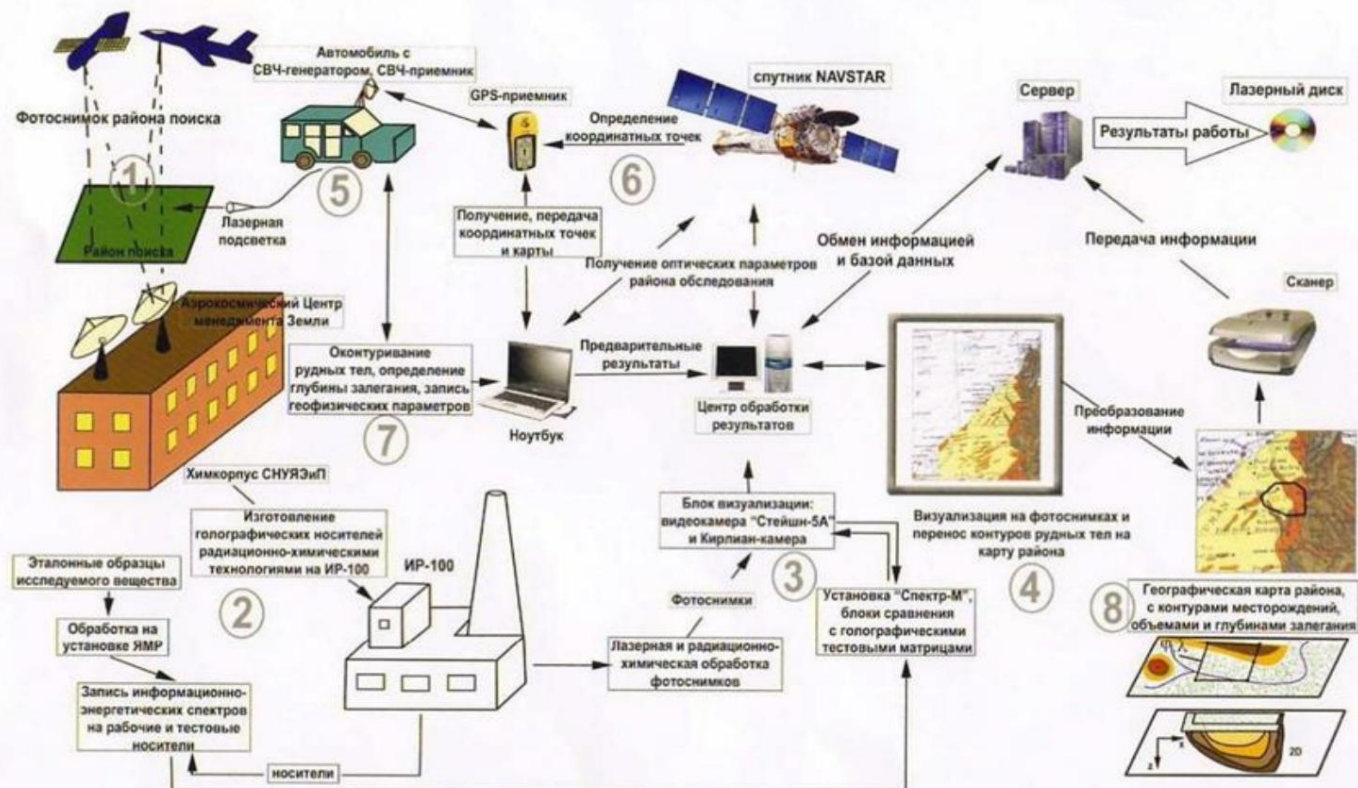 Автомобиль с
СВЧ-генератором, СВЧ-приемник
Фотоснимок района поиска
1
Район поиска
Лазерная
подсветка
5
GPS-приемник
Определение
координатных точек
6
спутник NAVSTAR
Сервер
Результаты работы
Лазерный диск
Получение, передача
координатных точек
и карты
Получение оптических параметров
района обследования
Обмен информацией
и базой данных
Передача информации
Сканер
Аэрокосмический Центр
менеджмента Земли
Оконтуривание
рудных тел, определение
глубины залегания, запись
геофизических параметров
7
Ноутбук
Предварительные
результаты
Центр обработки
результатов
Преобразование
информации
Химкорпус СНУЯЭиП
Изготовление
голографических носителей
радиационно-химическими
технологиями на ИР-100
Эталонные образцы
исследуемого вещества
2
Обработка на
установке ЯМР
Запись информационно-
энергетических спектров
на рабочие и тестовые
носители
носители
ИР-100
Блок визуализации:
видеокамера "Стейшн-5А"
и Кирлиан-камера
3
Фотоснимки
Лазерная и радиационно-
химическая обработка
фотоснимков
Установка "Спектр-М",
блоки сравнения
с голографическими
тестовыми матрицами
Визуализация на фотоснимках и
перенос контуров рудных тел на
карту района
4
8
Географическая карта района,
с контурами месторождений,
объемами и глубинами залегания
φ, λ
X
Z
2D